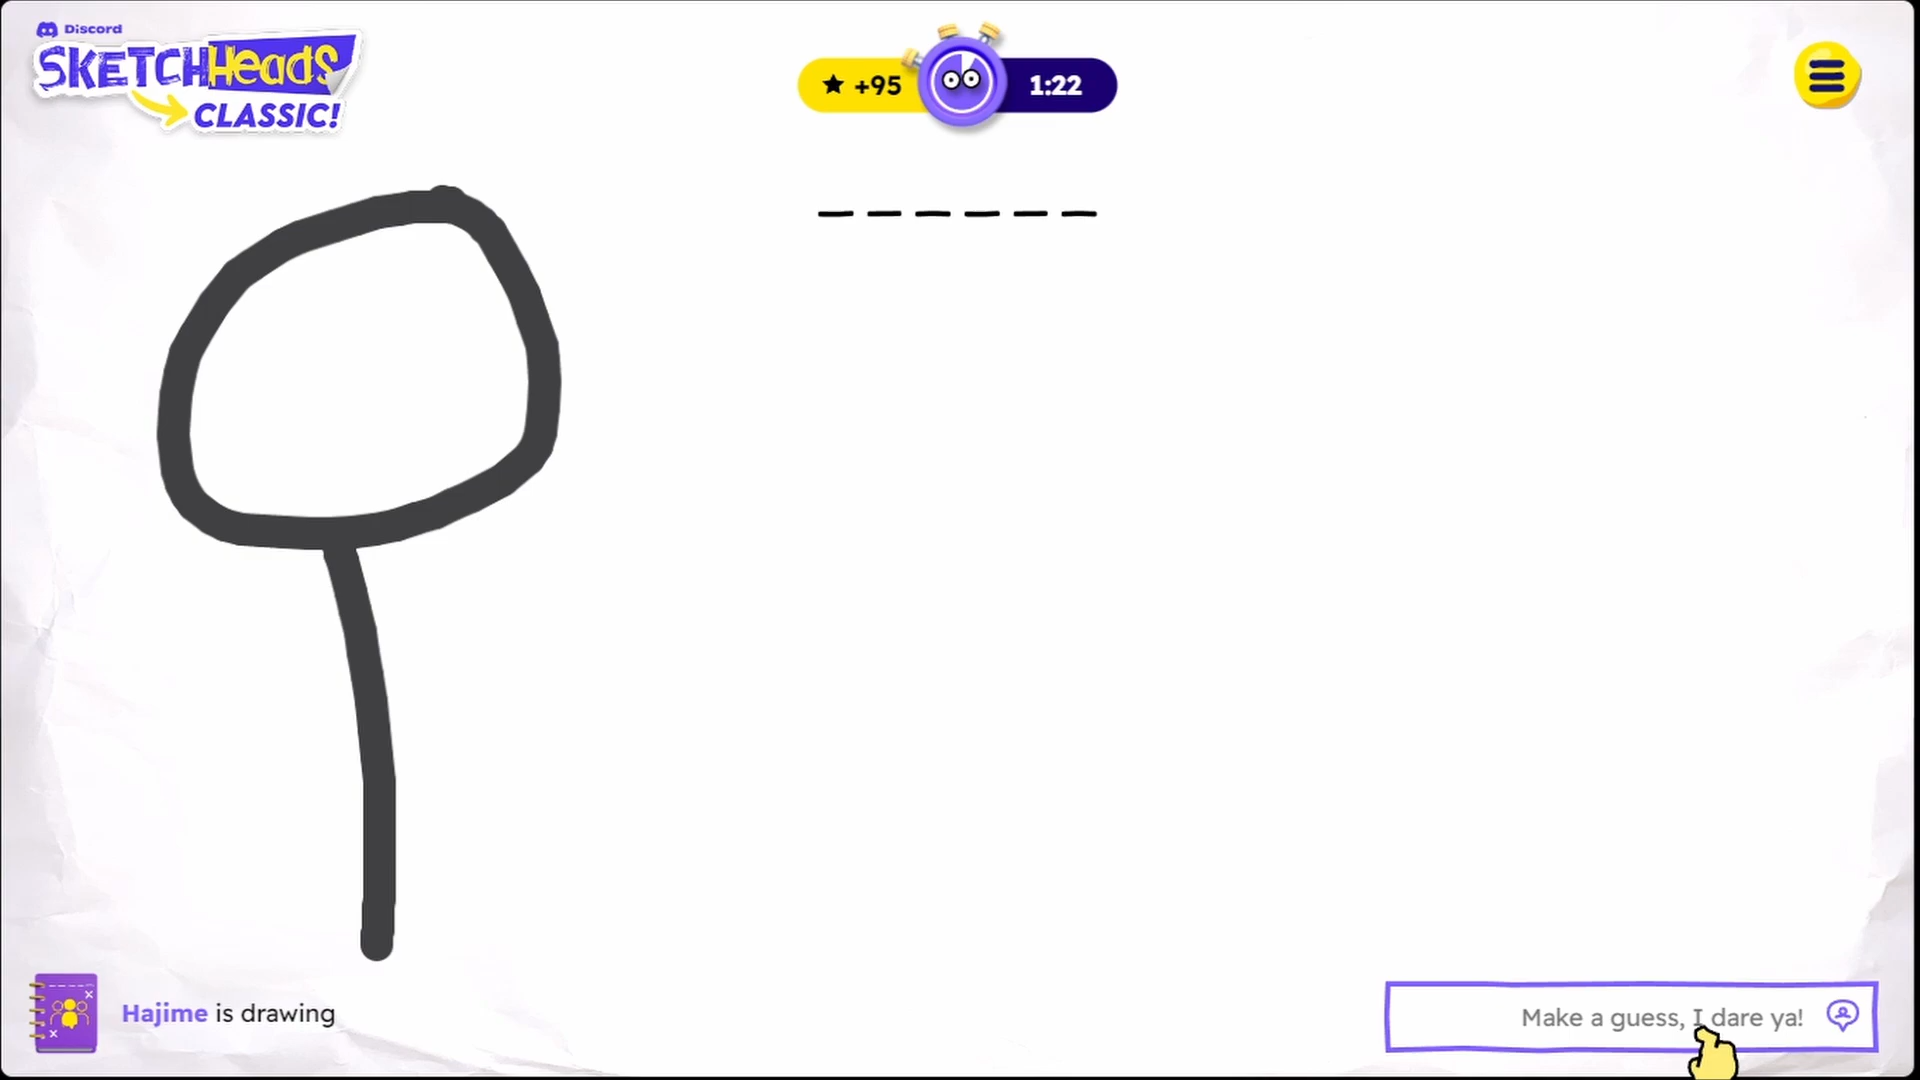 Discord
SKETCHHeadS
CLASSIC!
+95
1:22
Hajime is drawing
Make a guess, I dare ya!